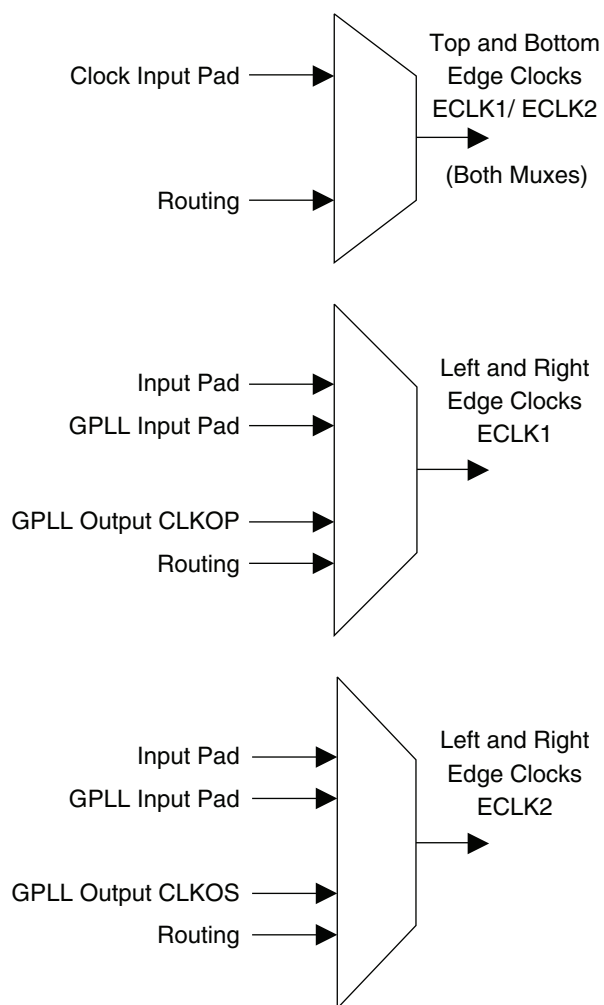 Clock Input Pad
Routing
Top and Bottom
Edge Clocks
ECLK1/ ECLK2
(Both Muxes)
Input Pad
GPLL Input Pad
GPLL Output CLKOP
Routing
Left and Right
Edge Clocks
ECLK1
Input Pad
GPLL Input Pad
GPLL Output CLKOS
Routing
Left and Right
Edge Clocks
ECLK2